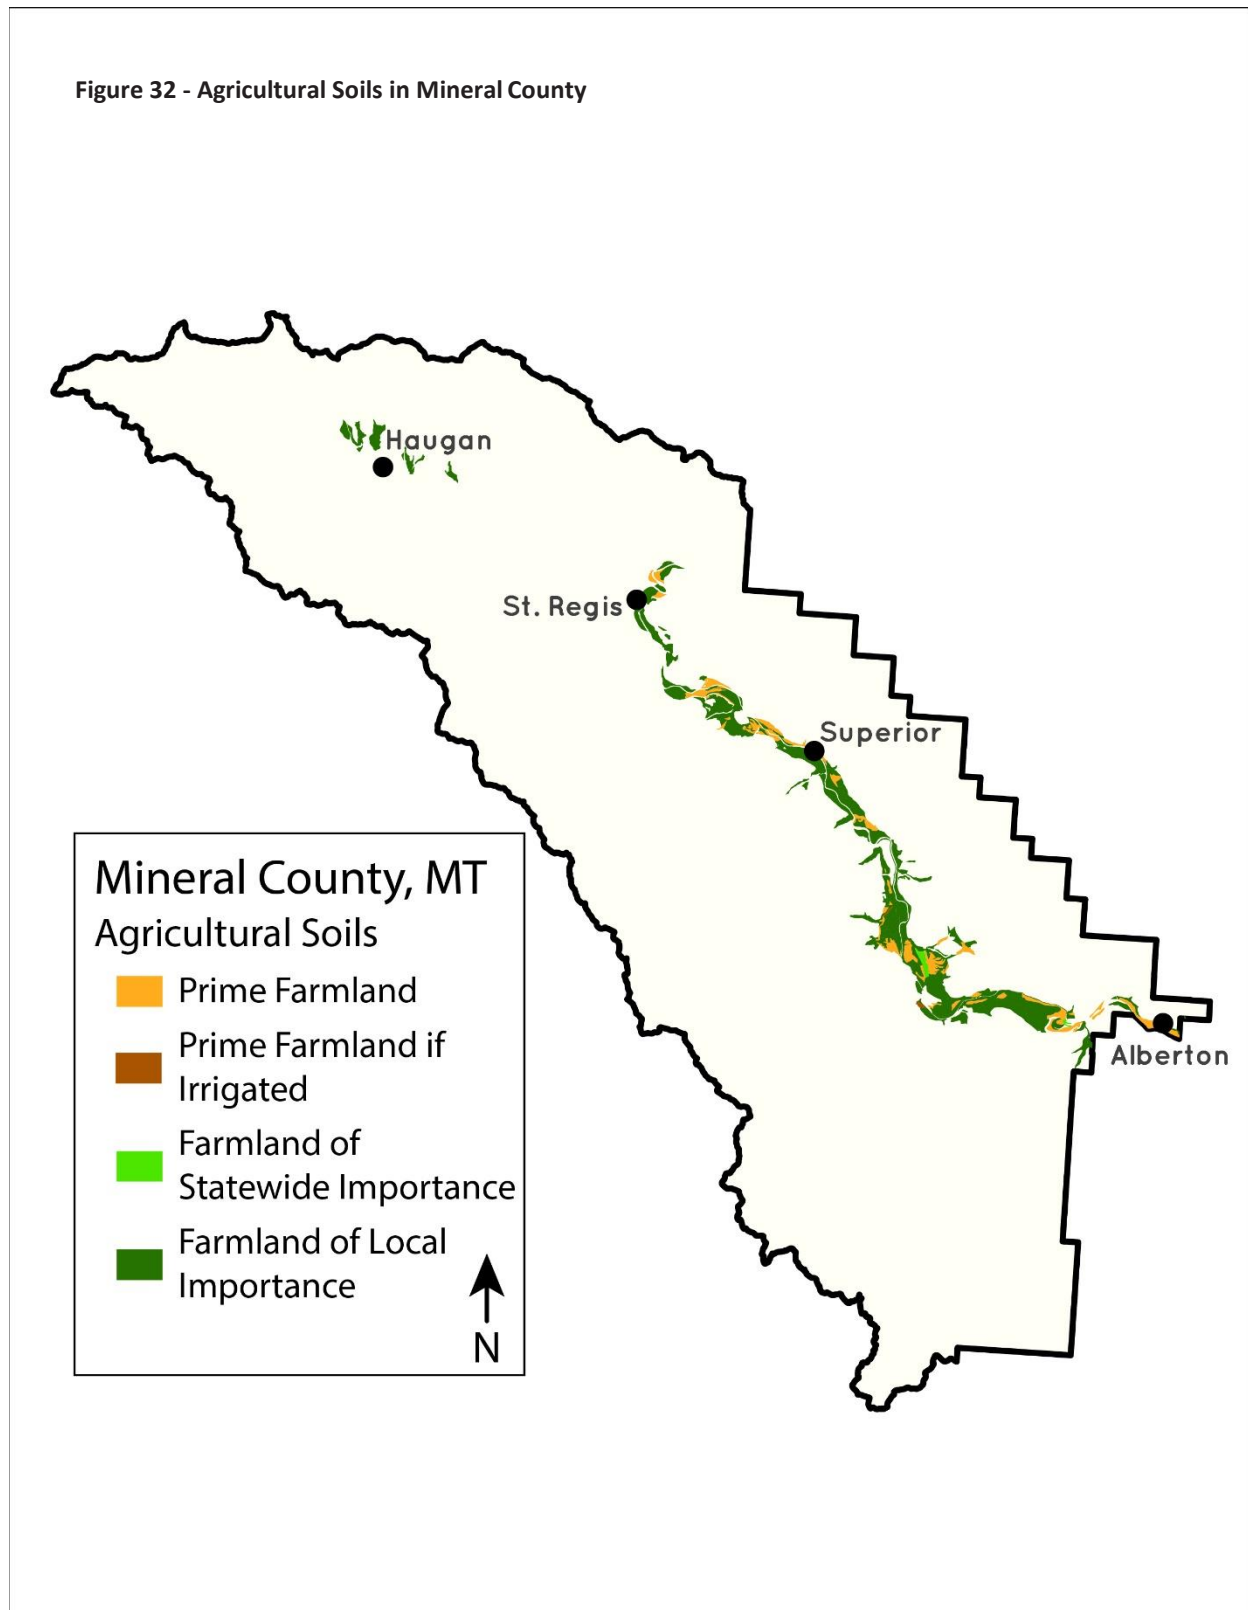 Figure 32 - Agricultural Soils in Mineral County
Haugan
St. Regis
Superior
Alberton
Mineral County, MT
Agricultural Soils
Prime Farmland
Prime Farmland if
Irrigated
Farmland of
Statewide Importance
Farmland of Local
Importance
N